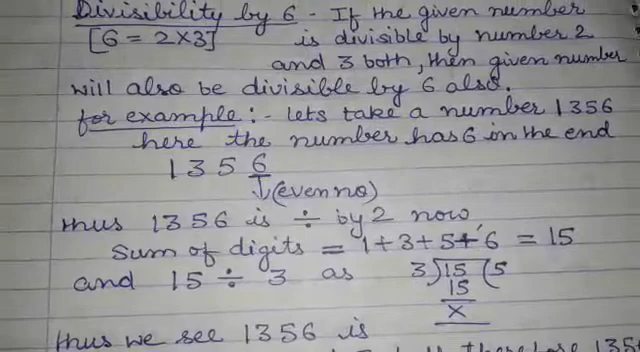 Divisibility by 6 - If the given number
[6 = 2×3] is divisible by number 2
and 3 both, then given number
will also be divisible by 6 also.
for example:- lets take a number 1356
here the number has 6 in the end
1 3 5 6
↓(even no)
thus 1356 is ÷ by 2 now
Sum of digits = 1+3+5+6 = 15
and 15 ÷ 3 as 3)15(5
15
x
thus we see 1356 is
therefore 135